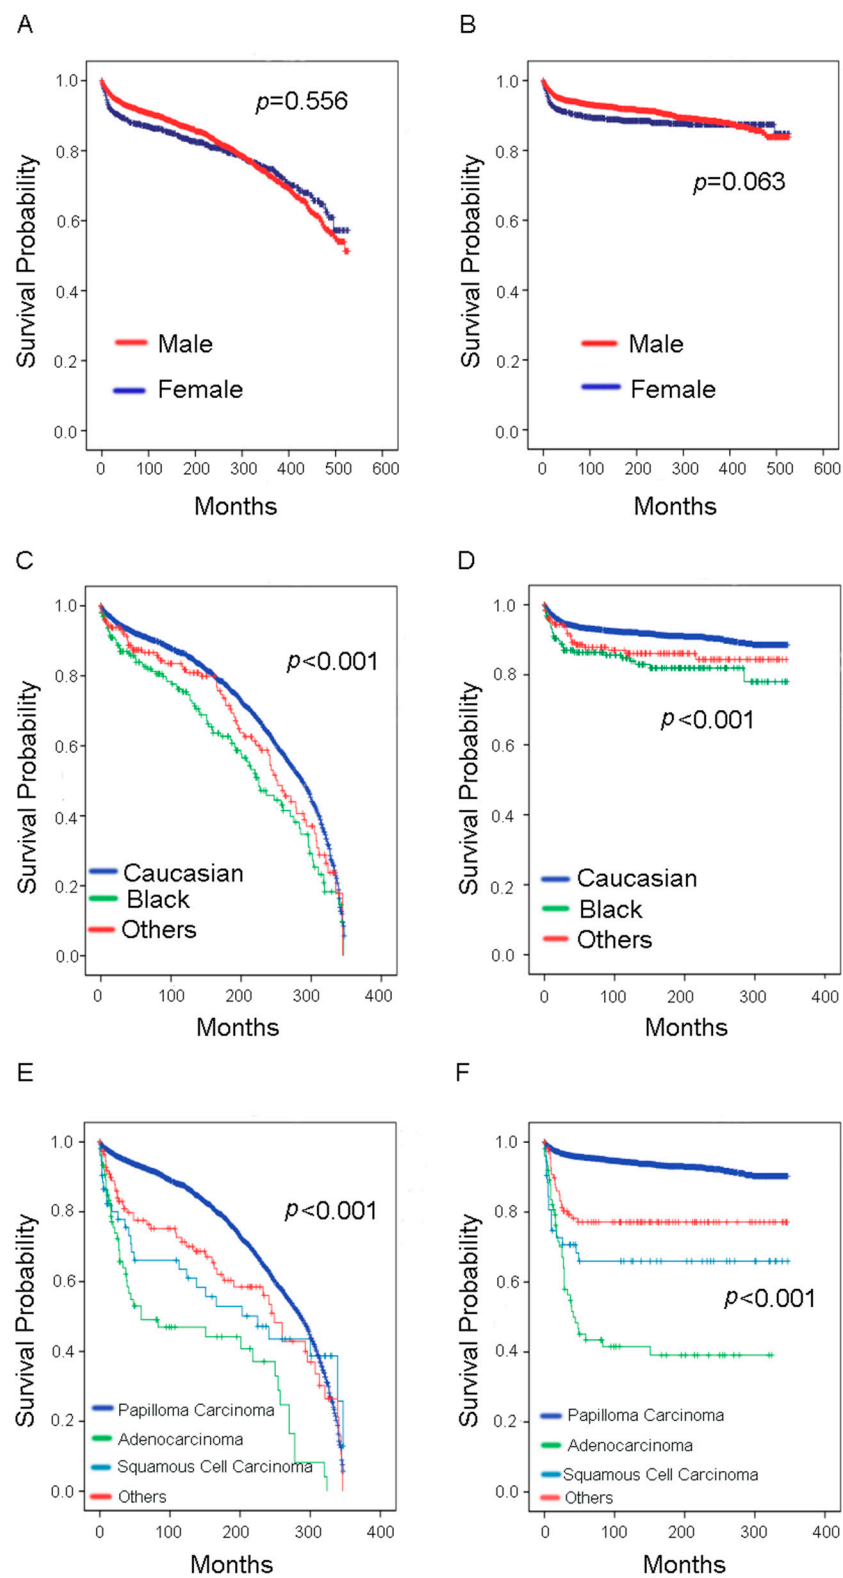 A
B
Survival Probability
1.0
0.8
0.6
0.4
0.2
0.0
p=0.556
Male
Female
0 100 200 300 400 500 600
Months
Survival Probability
1.0
0.8
0.6
0.4
0.2
0.0
p=0.063
Male
Female
0 100 200 300 400 500 600
Months
C
D
Survival Probability
1.0
0.8
0.6
0.4
0.2
0.0
p<0.001
Caucasian
Black
Others
0 100 200 300 400
Months
Survival Probability
1.0
0.8
0.6
0.4
0.2
0.0
p<0.001
Caucasian
Black
Others
0 100 200 300 400
Months
E
F
Survival Probability
1.0
0.8
0.6
0.4
0.2
0.0
p<0.001
Papilloma Carcinoma
Adenocarcinoma
Squamous Cell Carcinoma
Others
0 100 200 300 400
Months
Survival Probability
1.0
0.8
0.6
0.4
0.2
0.0
p<0.001
Papilloma Carcinoma
Adenocarcinoma
Squamous Cell Carcinoma
Others
0 100 200 300 400
Months